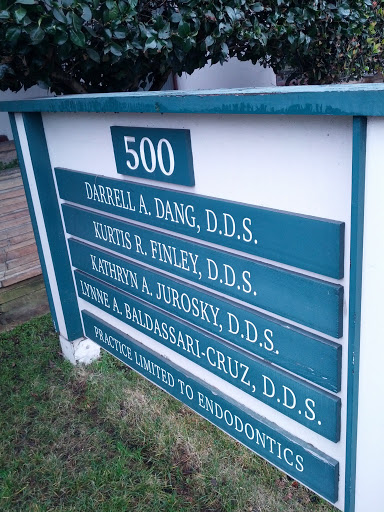 500
DARRELL A. DANG, D.D.S.
KURTIS R. FINLEY, D.D.S.
KATHRYN A. JUROSKY, D.D.S.
LYNNE A. BALDASSARI-CRUZ, D.D.S.
PRACTICE LIMITED TO ENDODONTICS